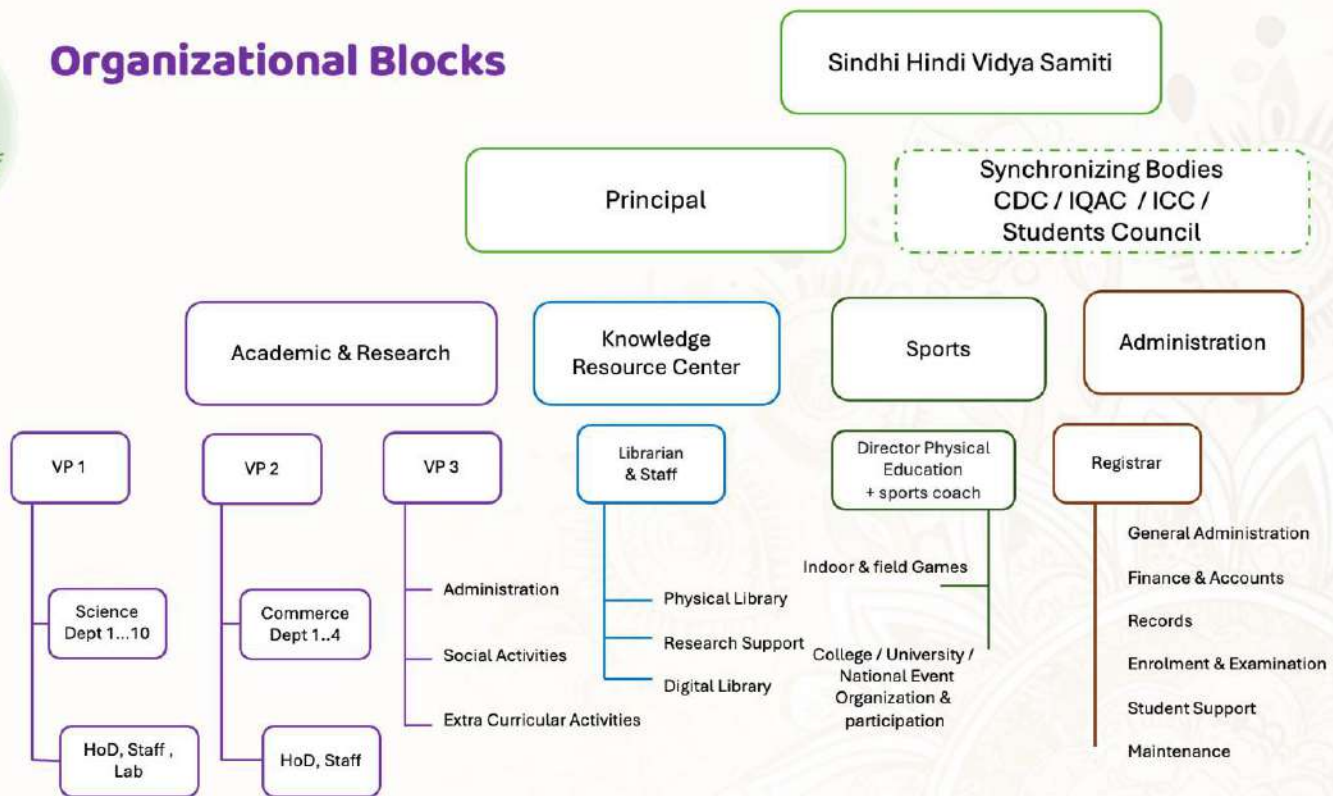 Organizational Blocks
Sindhi Hindi Vidya Samiti
Principal
Synchronizing Bodies
CDC / IQAC / ICC /
Students Council
Academic & Research
Knowledge
Resource Center
Sports
Administration
VP 1
VP 2
VP 3
Librarian
& Staff
Director Physical
Education
+ sports coach
Registrar
Science
Dept 1...10
HoD, Staff ,
Lab
Commerce
Dept 1..4
HoD, Staff
Administration
Social Activities
Extra Curricular Activities
Physical Library
Research Support
Digital Library
Indoor & field Games
College / University /
National Event
Organization &
participation
General Administration
Finance & Accounts
Records
Enrolment & Examination
Student Support
Maintenance